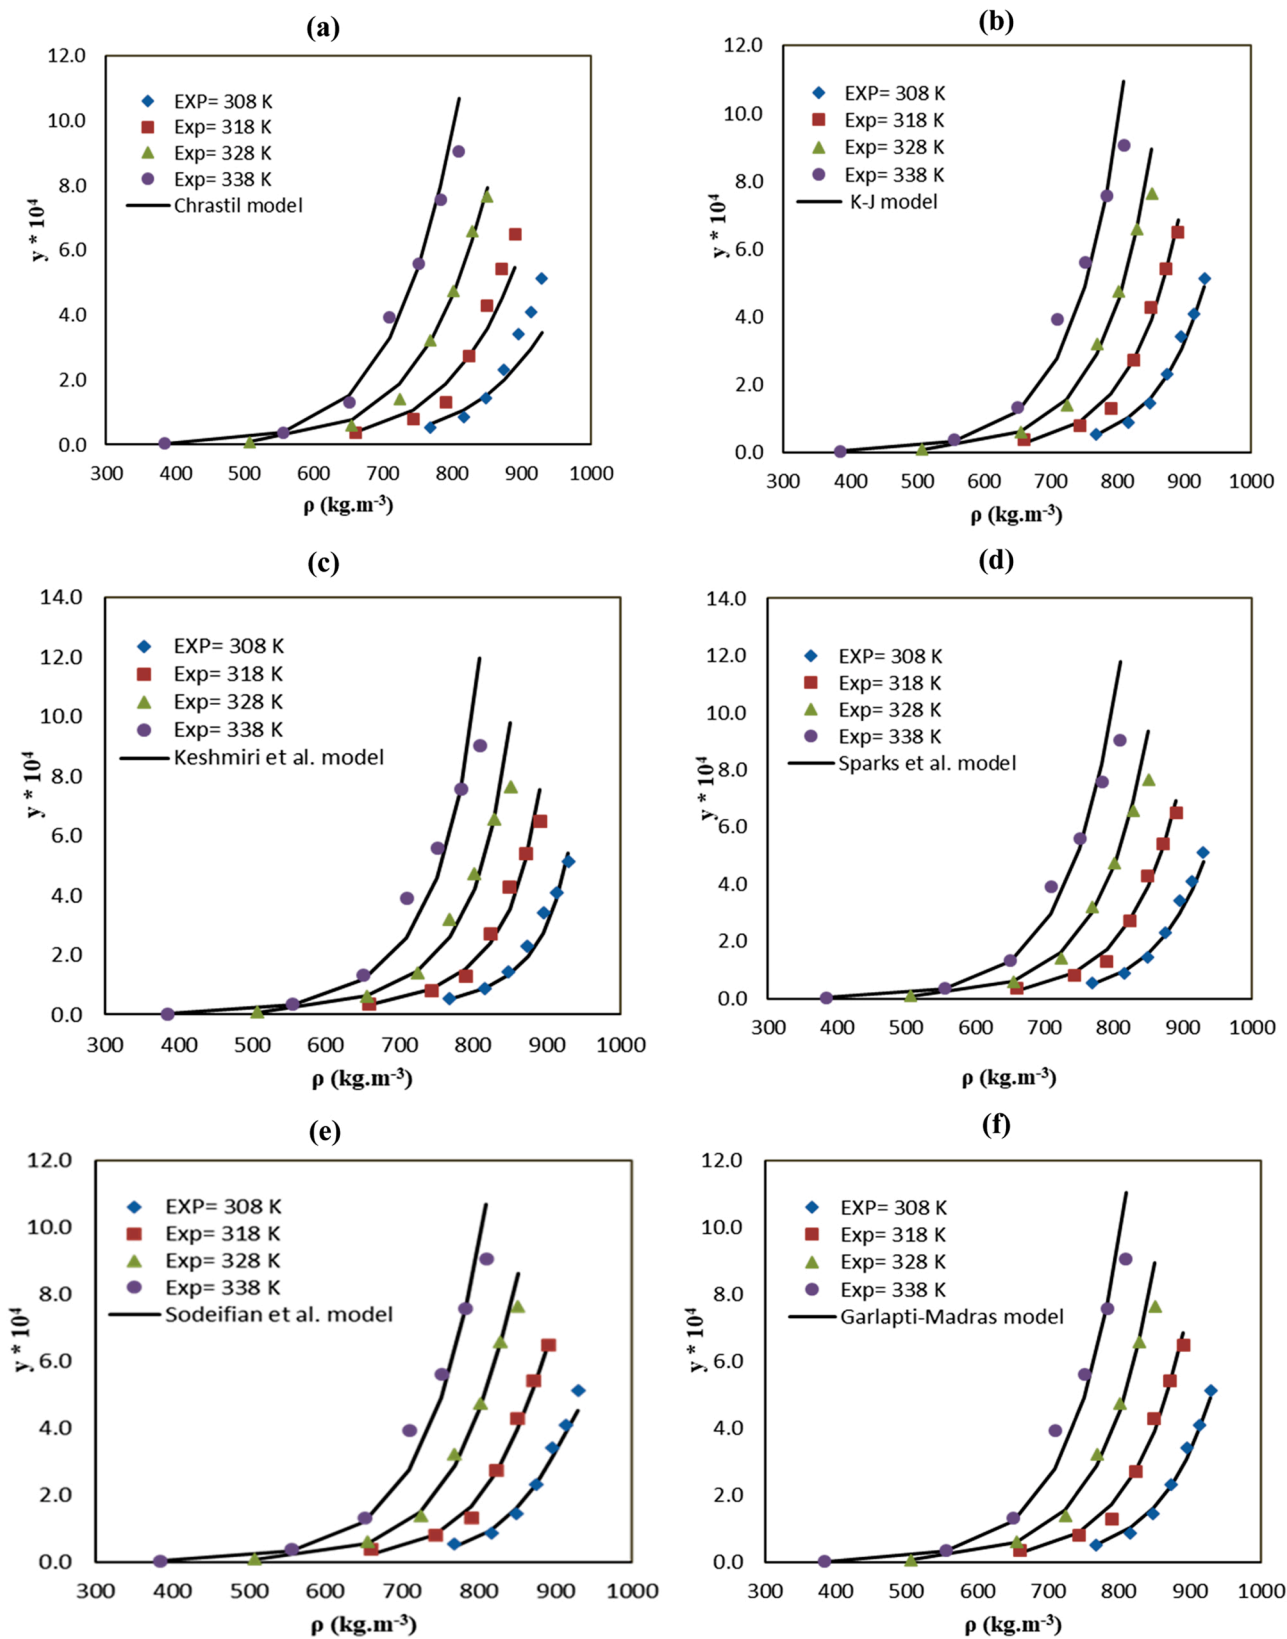 (a)
12.0
10.0
8.0
6.0
4.0
2.0
0.0
y * 10⁴
EXP= 308 K
Exp= 318 K
Exp= 328 K
Exp= 338 K
Chrastil model
300 400 500 600 700 800 900 1000
ρ (kg.m⁻³)
(b)
12.0
10.0
8.0
6.0
4.0
2.0
0.0
y * 10⁴
EXP= 308 K
Exp= 318 K
Exp= 328 K
Exp= 338 K
K-J model
300 400 500 600 700 800 900 1000
ρ (kg.m⁻³)
(c)
14.0
12.0
10.0
8.0
6.0
4.0
2.0
0.0
y * 10⁴
EXP= 308 K
Exp= 318 K
Exp= 328 K
Exp= 338 K
Keshmiri et al. model
300 400 500 600 700 800 900 1000
ρ (kg.m⁻³)
(d)
14.0
12.0
10.0
8.0
6.0
4.0
2.0
0.0
y * 10⁴
EXP= 308 K
Exp= 318 K
Exp= 328 K
Exp= 338 K
Sparks et al. model
300 400 500 600 700 800 900 1000
ρ (kg.m⁻³)
(e)
12.0
10.0
8.0
6.0
4.0
2.0
0.0
y * 10⁴
EXP= 308 K
Exp= 318 K
Exp= 328 K
Exp= 338 K
Sodeifian et al. model
300 400 500 600 700 800 900 1000
ρ (kg.m⁻³)
(f)
12.0
10.0
8.0
6.0
4.0
2.0
0.0
y * 10⁴
EXP= 308 K
Exp= 318 K
Exp= 328 K
Exp= 338 K
Garlapti-Madras model
300 400 500 600 700 800 900 1000
ρ (kg.m⁻³)